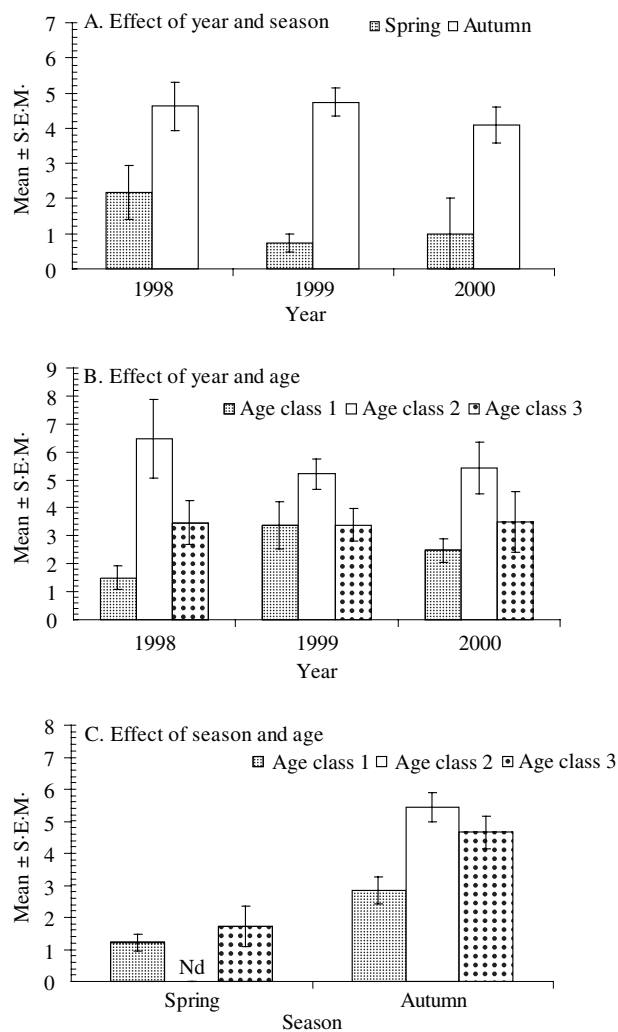 A. Effect of year and season
Spring Autumn
7
6
5
4
3
2
1
0
Mean ± S·E·M·
1998 1999 2000
Year
B. Effect of year and age
Age class 1 Age class 2 Age class 3
9
8
7
6
5
4
3
2
1
0
Mean ± S·E·M·
1998 1999 2000
Year
C. Effect of season and age
Age class 1 Age class 2 Age class 3
8
7
6
5
4
3
2
1
0
Mean ± S·E·M·
Nd
Spring Autumn
Season